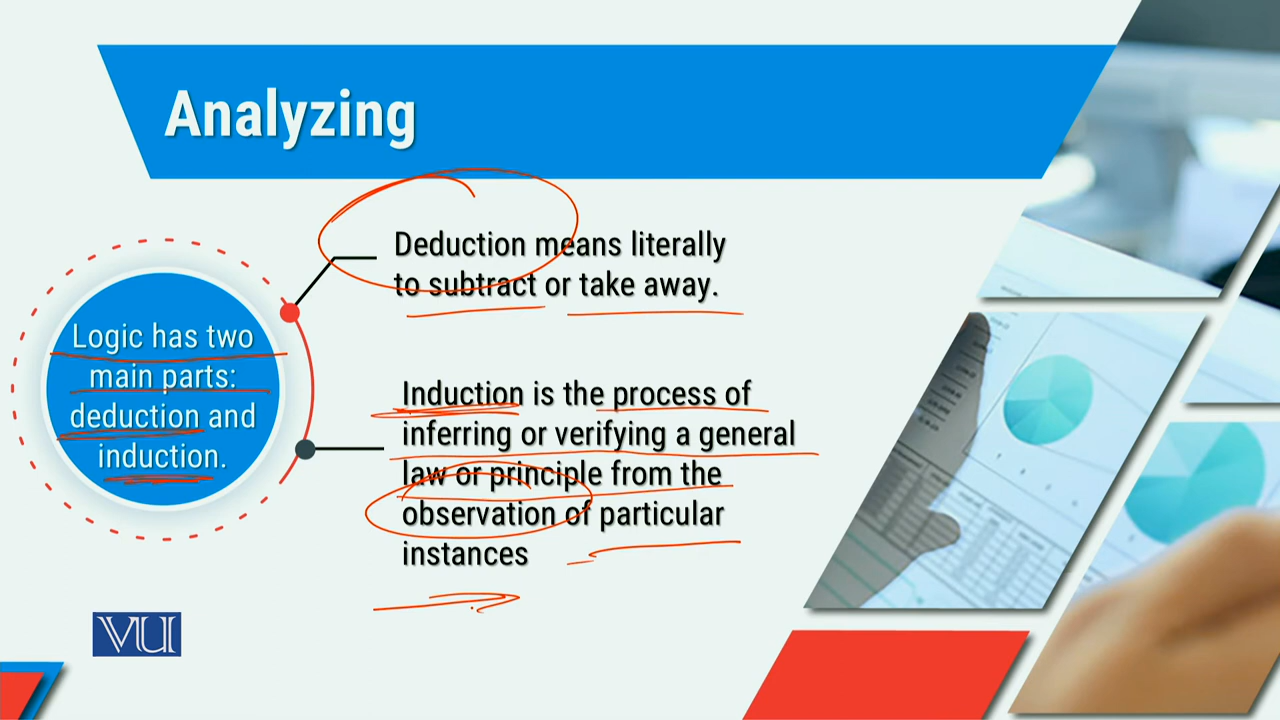 Analyzing
Deduction means literally
to subtract or take away.
Logic has two
main parts:
deduction and
induction.
Induction is the process of
inferring or verifying a general
law or principle from the
observation of particular
instances
VU